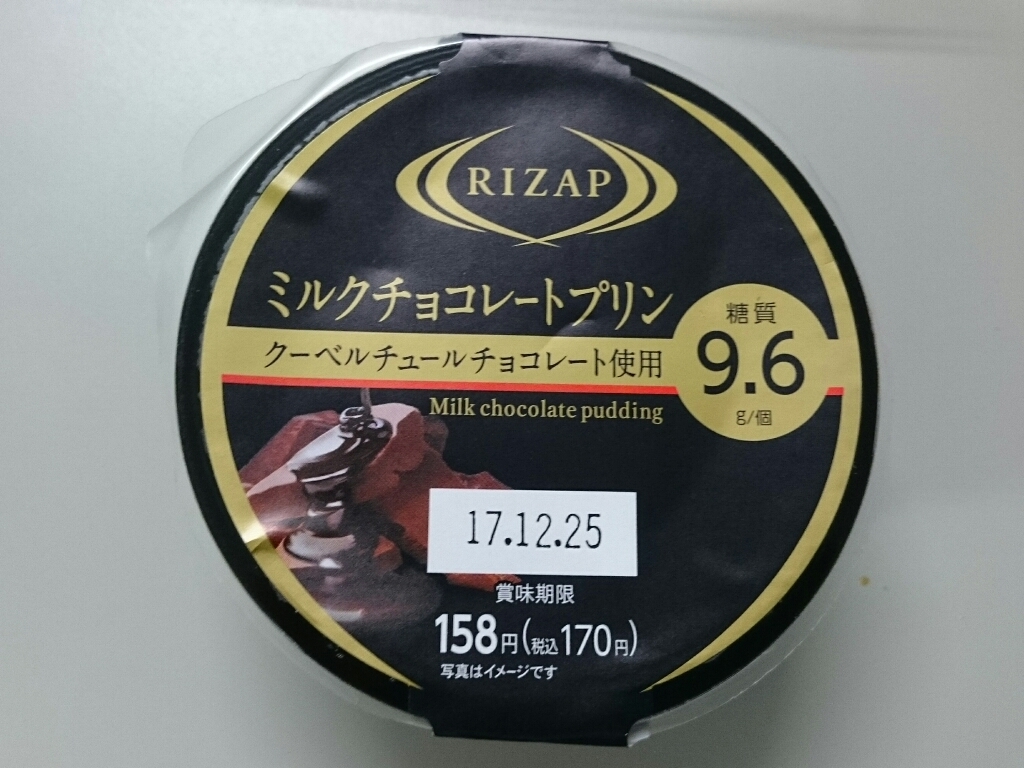 RIZAP
ミルクチョコレートプリン
クーベルチュールチョコレート使用
Milk chocolate pudding
糖質
9.6
g/個
17.12.25
賞味期限
158円(税込170円)
写真はイメージです